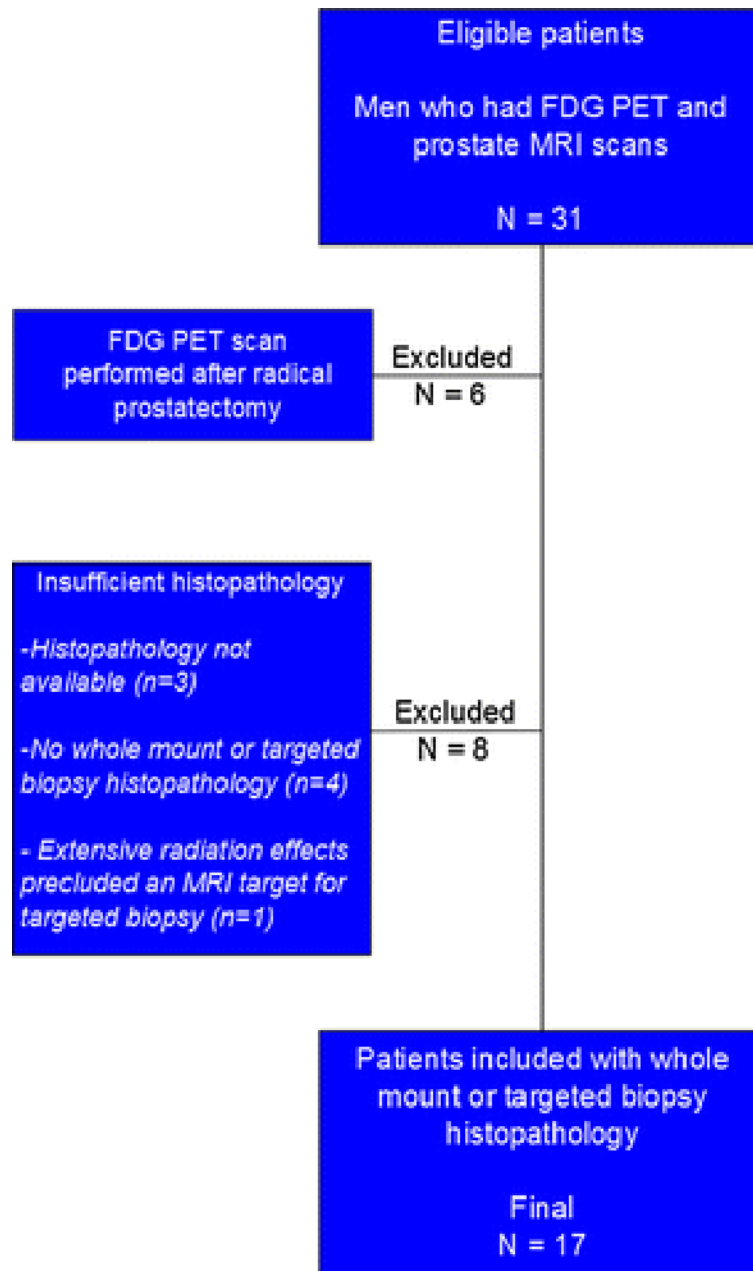 Eligible patients
Men who had FDG PET and
prostate MRI scans
N = 31
FDG PET scan
performed after radical
prostatectomy
Excluded
N = 6
Insufficient histopathology
-Histopathology not
available (n=3)
-No whole mount or targeted
biopsy histopathology (n=4)
- Extensive radiation effects
precluded an MRI target for
targeted biopsy (n=1)
Excluded
N = 8
Patients included with whole
mount or targeted biopsy
histopathology
Final
N = 17